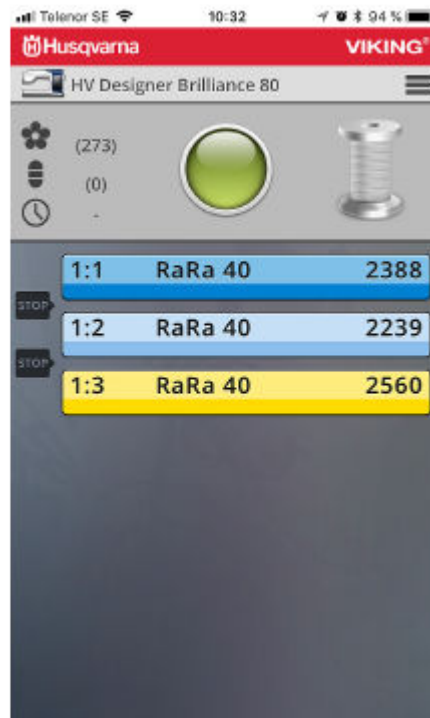 Telenor SE 10:32 94 %
Husqvarna VIKING®
HV Designer Brilliance 80
(273)
(0)
-
1:1 RaRa 40 2388
STOP
1:2 RaRa 40 2239
STOP
1:3 RaRa 40 2560